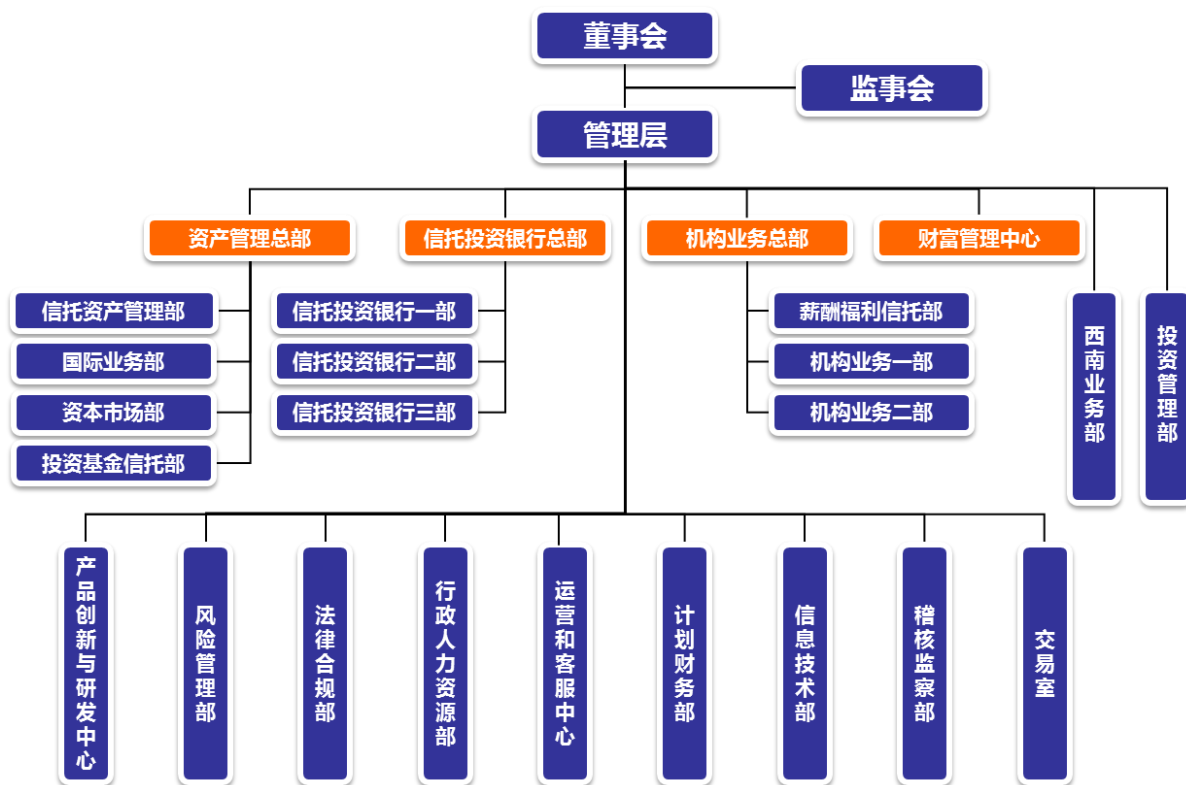 董事会
监事会
管理层
资产管理总部
信托投资银行总部
机构业务总部
财富管理中心
信托资产管理部
信托投资银行一部
薪酬福利信托部
国际业务部
信托投资银行二部
机构业务一部
资本市场部
信托投资银行三部
机构业务二部
投资基金信托部
西南业务部
投资管理部
产品创新与研发中心
风险管理部
法律合规部
行政人力资源部
运营和客服中心
计划财务部
信息技术部
稽核监察部
交易室